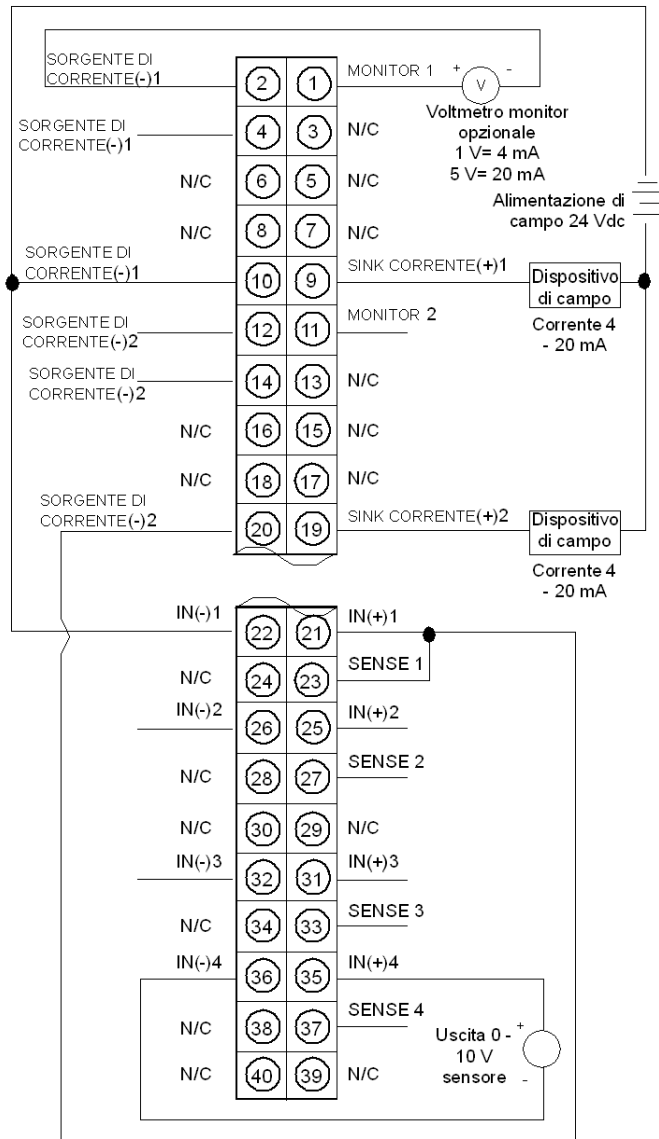 SORGENTE DI
CORRENTE(-)1
2
1
MONITOR 1
+
V
-
Voltmetro monitor
opzionale
1 V= 4 mA
5 V= 20 mA
SORGENTE DI
CORRENTE(-)1
4
3
N/C
N/C
6
5
N/C
Alimentazione di
campo 24 Vdc
N/C
8
7
N/C
SORGENTE DI
CORRENTE(-)1
10
9
SINK CORRENTE(+)1
Dispositivo
di campo
Corrente 4
- 20 mA
SORGENTE DI
CORRENTE(-)2
12
11
MONITOR 2
SORGENTE DI
CORRENTE(-)2
14
13
N/C
N/C
16
15
N/C
N/C
18
17
N/C
SORGENTE DI
CORRENTE(-)2
20
19
SINK CORRENTE(+)2
Dispositivo
di campo
Corrente 4
- 20 mA
IN(-)1
22
21
IN(+)1
N/C
24
23
SENSE 1
IN(-)2
26
25
IN(+)2
N/C
28
27
SENSE 2
N/C
30
29
N/C
IN(-)3
32
31
IN(+)3
N/C
34
33
SENSE 3
IN(-)4
36
35
IN(+)4
N/C
38
37
SENSE 4
Uscita 0 -
10 V
sensore
+
-
N/C
40
39
N/C